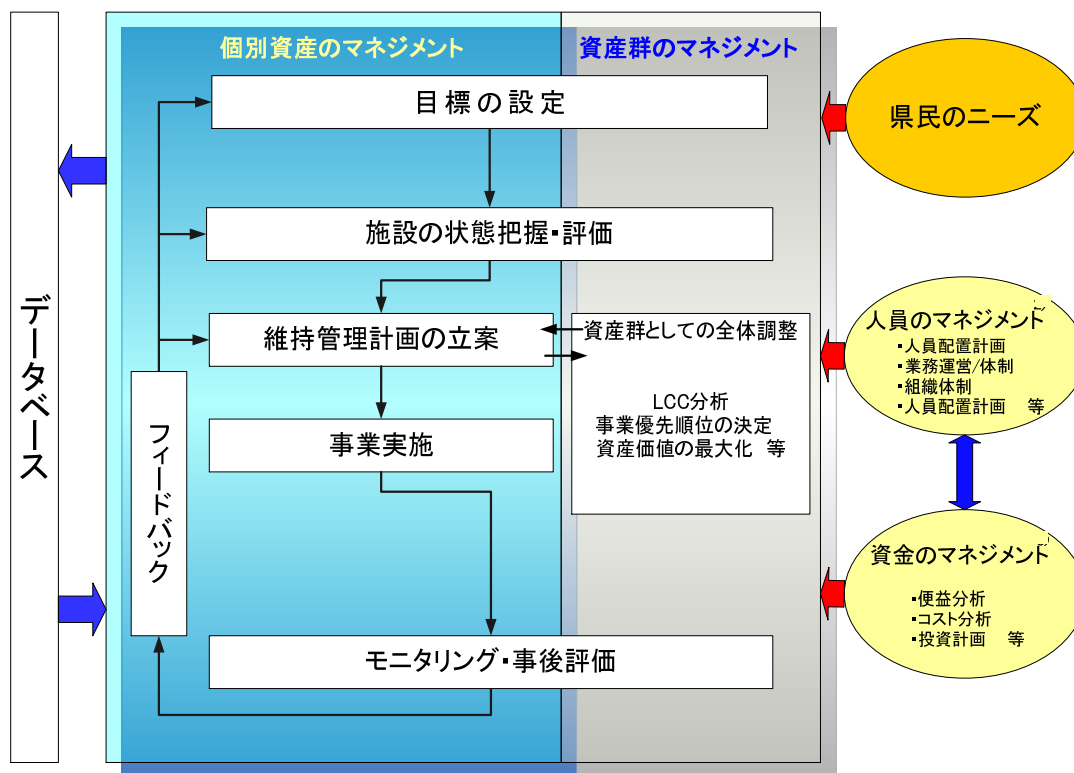 データベース
個別資産のマネジメント
資産群のマネジメント
目標の設定
施設の状態把握・評価
維持管理計画の立案
事業実施
モニタリング・事後評価
フィードバック
資産群としての全体調整
LCC分析
事業優先順位の決定
資産価値の最大化 等
県民のニーズ
人員のマネジメント
・人員配置計画
・業務運営/体制
・組織体制
・人員配置計画 等
資金のマネジメント
・便益分析
・コスト分析
・投資計画 等